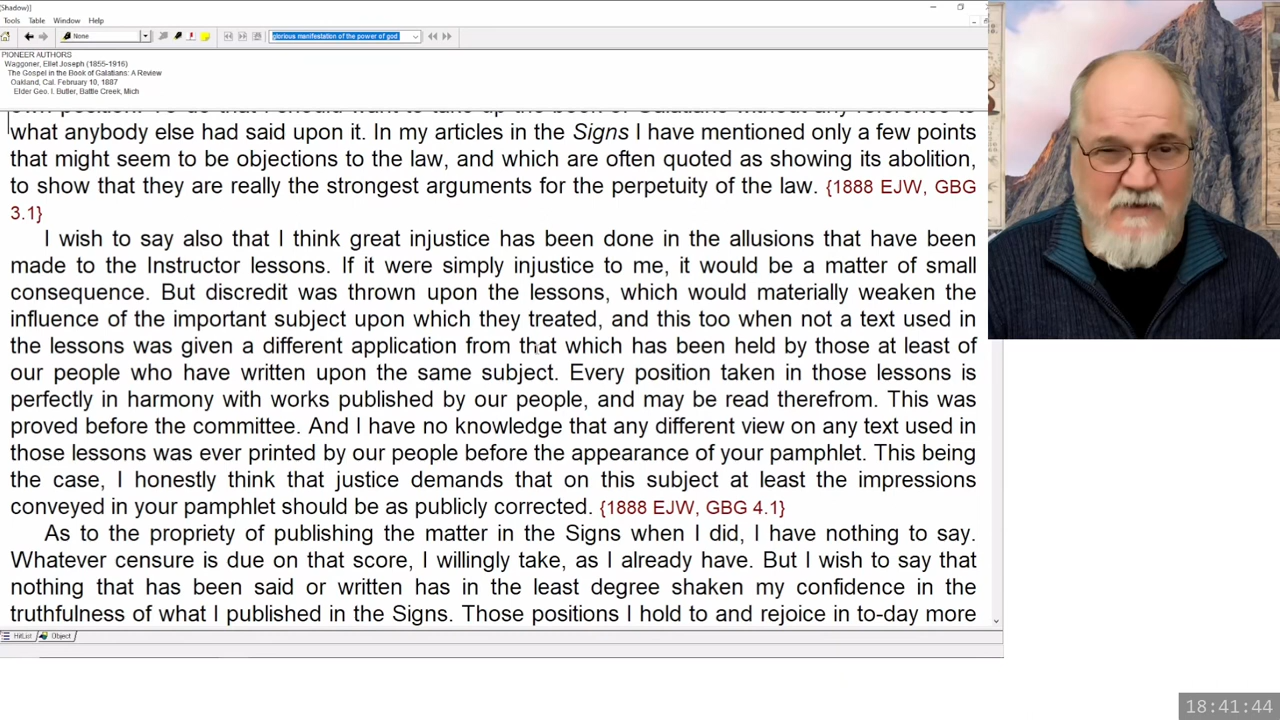 Shadow)]
Tools Table Window Help
None
glorious manifestation of the power of god
PIONEER AUTHORS
Waggoner, Ellet Joseph (1855-1916)
The Gospel in the Book of Galatians: A Review
Oakland, Cal. February 10, 1887
Elder Geo. I. Butler, Battle Creek, Mich
what anybody else had said upon it. In my articles in the Signs I have mentioned only a few points
that might seem to be objections to the law, and which are often quoted as showing its abolition,
to show that they are really the strongest arguments for the perpetuity of the law. {1888 EJW, GBG
3.1}
I wish to say also that I think great injustice has been done in the allusions that have been
made to the Instructor lessons. If it were simply injustice to me, it would be a matter of small
consequence. But discredit was thrown upon the lessons, which would materially weaken the
influence of the important subject upon which they treated, and this too when not a text used in
the lessons was given a different application from that which has been held by those at least of
our people who have written upon the same subject. Every position taken in those lessons is
perfectly in harmony with works published by our people, and may be read therefrom. This was
proved before the committee. And I have no knowledge that any different view on any text used in
those lessons was ever printed by our people before the appearance of your pamphlet. This being
the case, I honestly think that justice demands that on this subject at least the impressions
conveyed in your pamphlet should be as publicly corrected. {1888 EJW, GBG 4.1}
As to the propriety of publishing the matter in the Signs when I did, I have nothing to say.
Whatever censure is due on that score, I willingly take, as I already have. But I wish to say that
nothing that has been said or written has in the least degree shaken my confidence in the
truthfulness of what I published in the Signs. Those positions I hold to and rejoice in to-day more
HitList Object
18:41:44